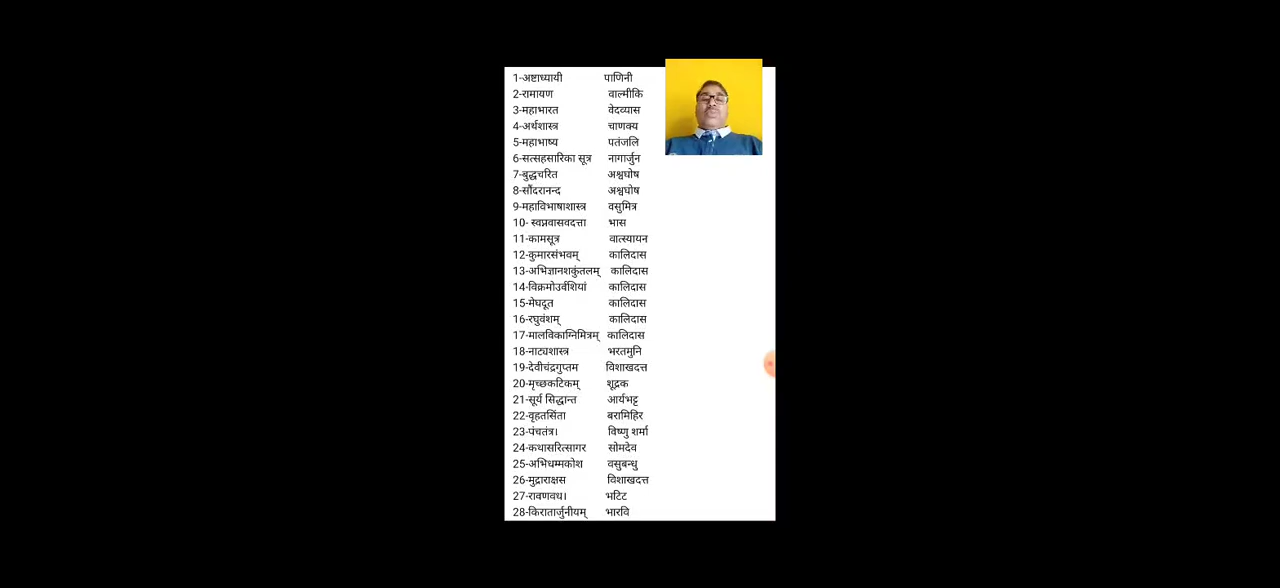 1-अष्टाध्यायी पाणिनी
2-रामायण वाल्मीकि
3-महाभारत वेदव्यास
4-अर्थशास्त्र चाणक्य
5-महाभाष्य पतंजलि
6-सत्सहसारिका सूत्र नागार्जुन
7-बुद्धचरित अश्वघोष
8-सौंदरानन्द अश्वघोष
9-महाविभाषाशास्त्र वसुमित्र
10- स्वप्नवासवदत्ता भास
11-कामसूत्र वात्स्यायन
12-कुमारसंभवम् कालिदास
13-अभिज्ञानशकुंतलम् कालिदास
14-विक्रमोउर्वशियां कालिदास
15-मेघदूत कालिदास
16-रघुवंशम् कालिदास
17-मालविकाग्निमित्रम् कालिदास
18-नाट्यशास्त्र भरतमुनि
19-देवीचंद्रगुप्तम विशाखदत्त
20-मृच्छकटिकम् शूद्रक
21-सूर्य सिद्धान्त आर्यभट्ट
22-वृहतसिंता बरामिहिर
23-पंचतंत्र। विष्णु शर्मा
24-कथासरित्सागर सोमदेव
25-अभिधम्मकोश वसुबन्धु
26-मुद्राराक्षस विशाखदत्त
27-रावणवध। भटिट
28-किरातार्जुनीयम् भारवि